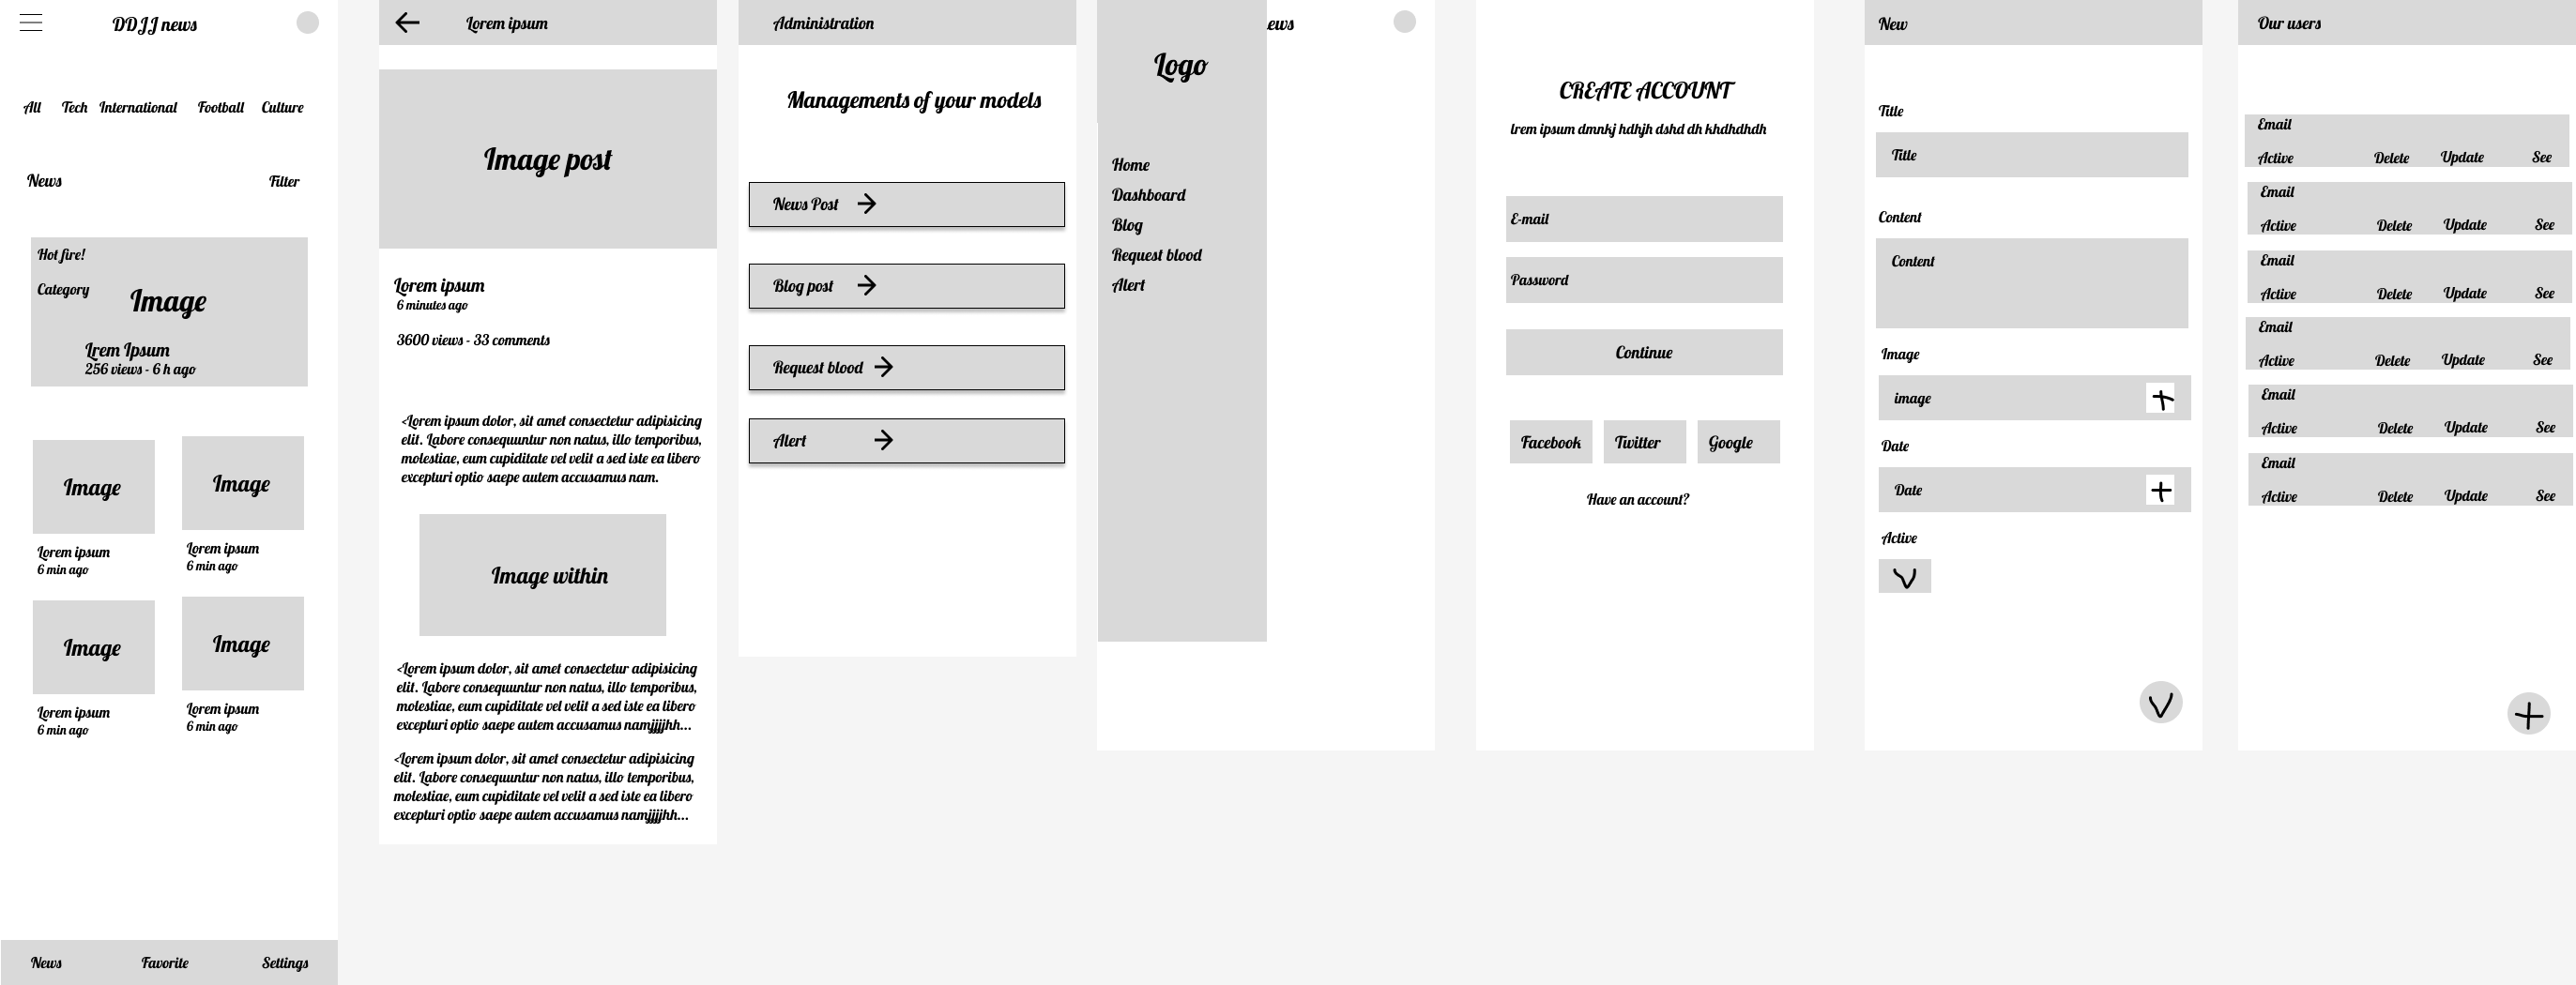 DDJJ news
All Tech International Football Culture
News Filter
Hot fire!
Category
Image
Lrem Ipsum
256 views - 6 h ago
Image
Lorem ipsum
6 min ago
Image
Lorem ipsum
6 min ago
Image
Lorem ipsum
6 min ago
Image
Lorem ipsum
6 min ago
News Favorite Settings
Lorem ipsum
Image post
Lorem ipsum
6 minutes ago
3600 views - 33 comments
<Lorem ipsum dolor, sit amet consectetur adipisicing
elit. Labore consequuntur non natus, illo temporibus,
molestiae, eum cupiditate vel velit a sed iste ea libero
excepturi optio saepe autem accusamus nam.
Image within
<Lorem ipsum dolor, sit amet consectetur adipisicing
elit. Labore consequuntur non natus, illo temporibus,
molestiae, eum cupiditate vel velit a sed iste ea libero
excepturi optio saepe autem accusamus namjjjjhh...
<Lorem ipsum dolor, sit amet consectetur adipisicing
elit. Labore consequuntur non natus, illo temporibus,
molestiae, eum cupiditate vel velit a sed iste ea libero
excepturi optio saepe autem accusamus namjjjjhh...
Administration
Managements of your models
News Post
Blog post
Request blood
Alert
ews
Logo
Home
Dashboard
Blog
Request blood
Alert
CREATE ACCOUNT
lrem ipsum dmnkj hdhjh dshd dh khdhdhdh
E-mail
Password
Continue
Facebook Twitter Google
Have an account?
New
Title
Title
Content
Content
Image
image
Date
Date
Active
Our users
Email
Active Delete Update See
Email
Active Delete Update See
Email
Active Delete Update See
Email
Active Delete Update See
Email
Active Delete Update See
Email
Active Delete Update See